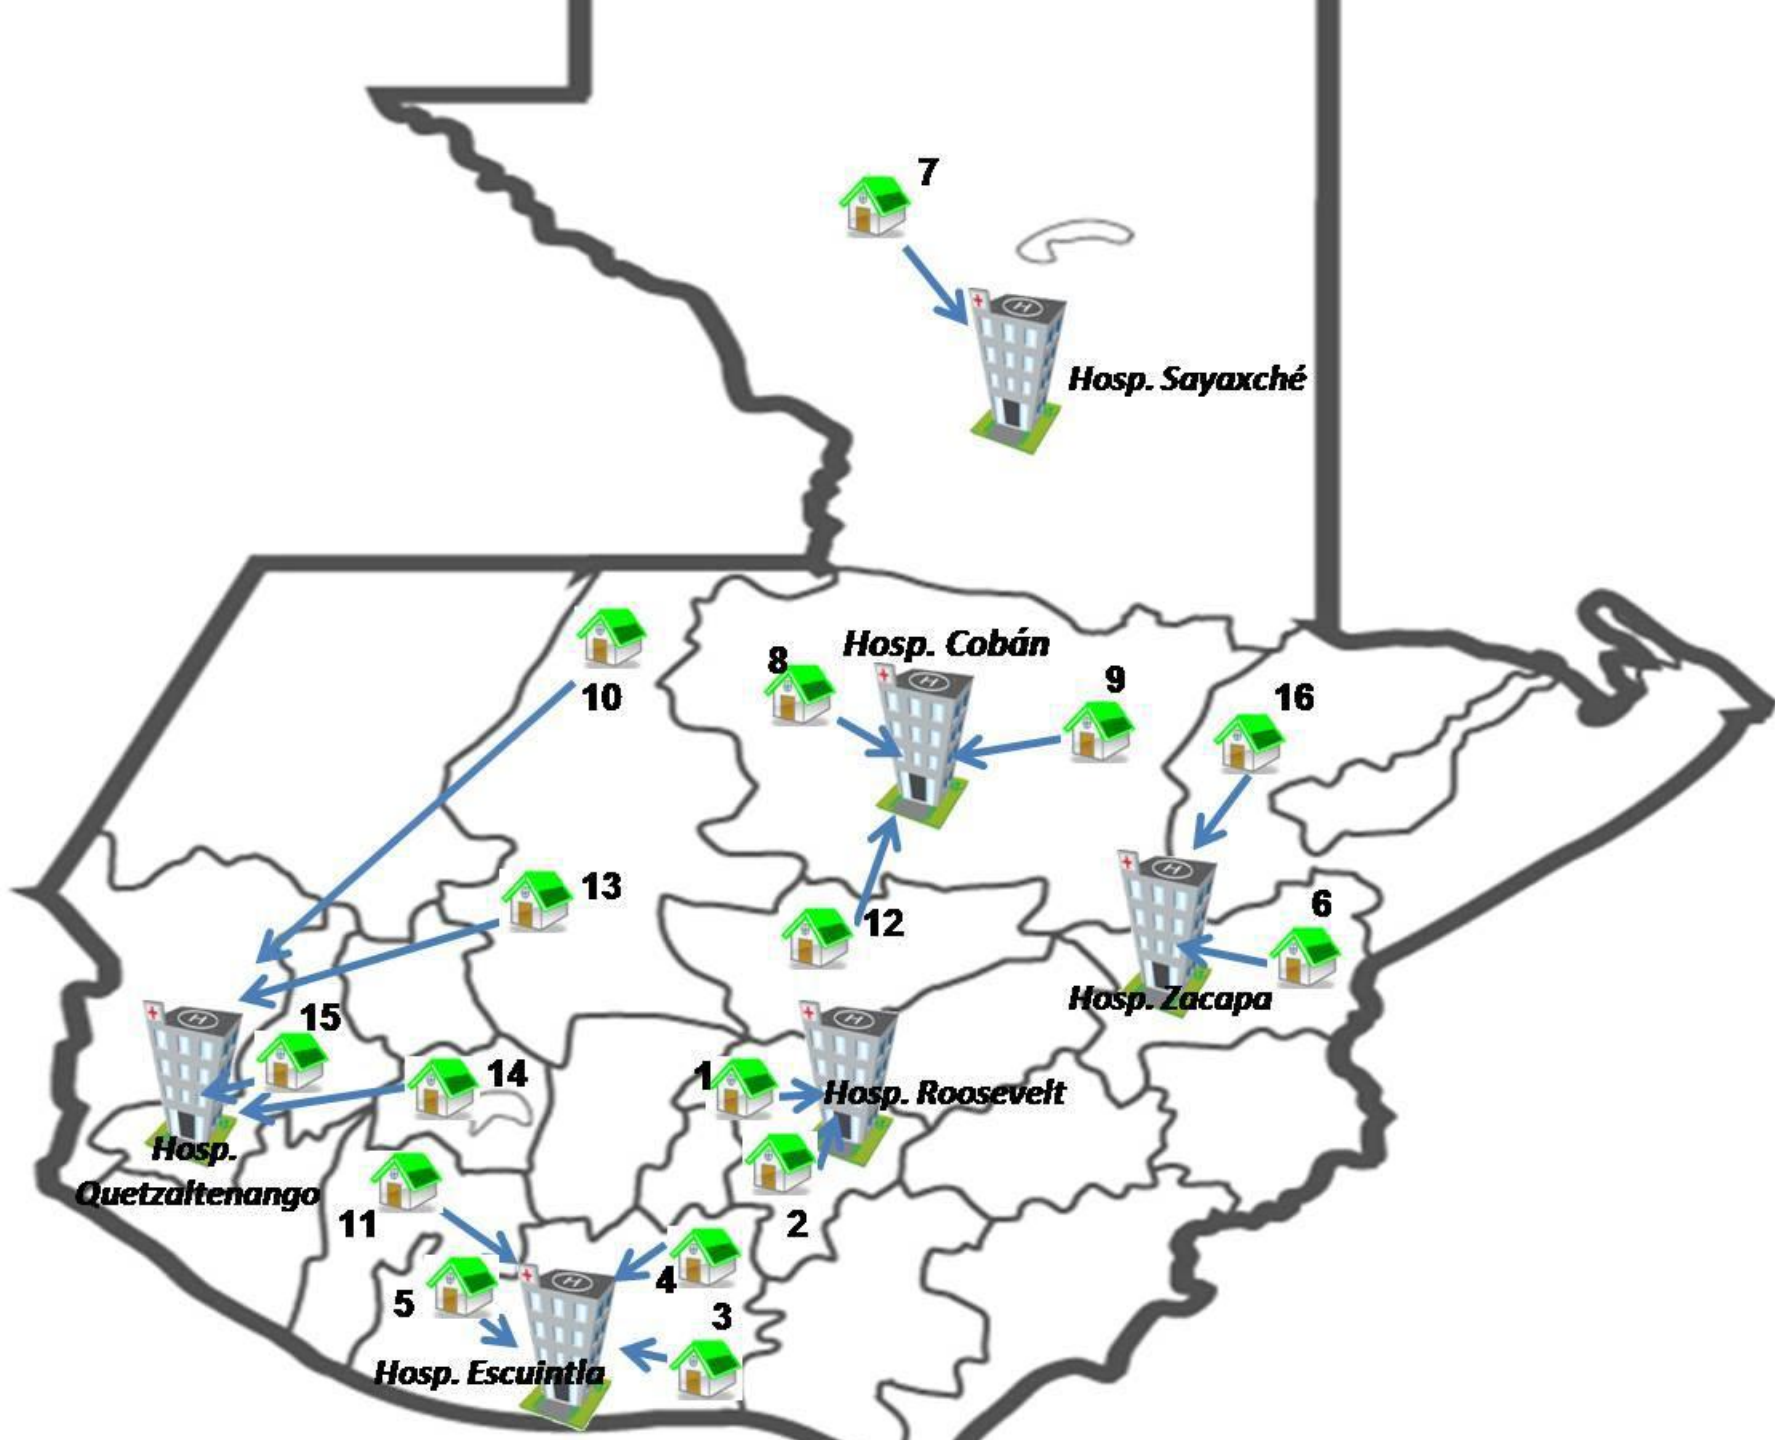 7
Hosp. Sayaxché
Hosp. Cobán
8
9
10
16
13
12
6
Hosp. Zacapa
15
14
1
Hosp. Roosevelt
Hosp.
Quetzaltenango
11
2
4
5
3
Hosp. Escuintla
H
H
H
H
H
H